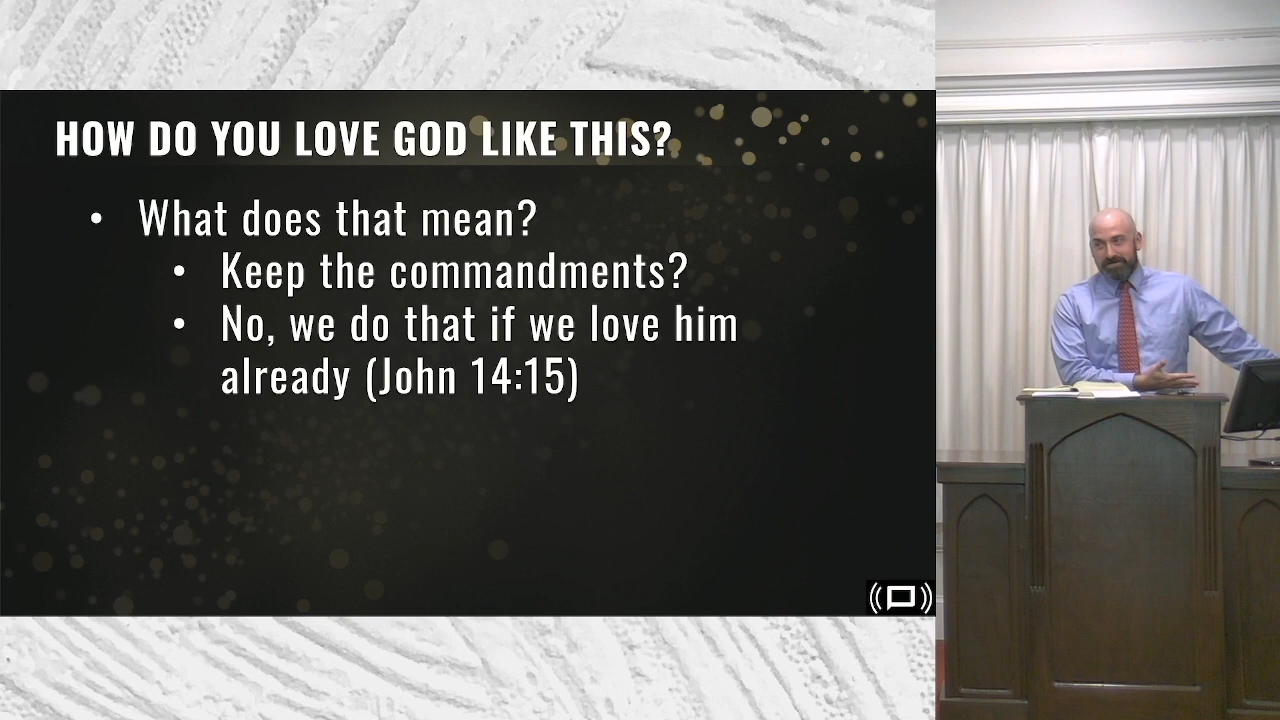 HOW DO YOU LOVE GOD LIKE THIS?
• What does that mean?
• Keep the commandments?
• No, we do that if we love him
already (John 14:15)